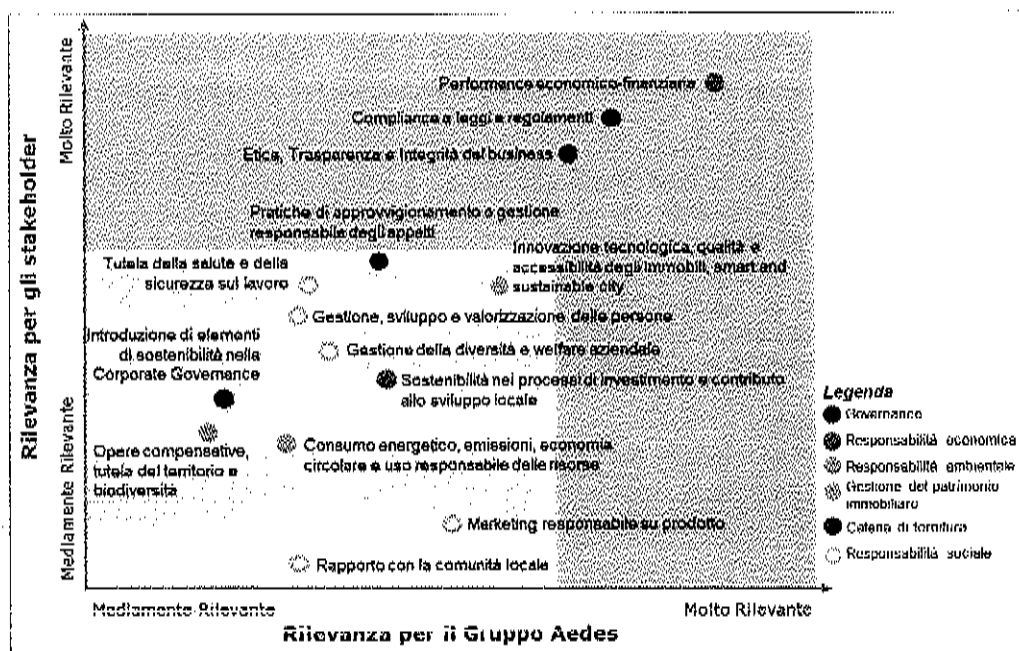 Rilevanza per gli stakeholder
Molto Rilevante
Mediamente Rilevante
Performance economico-finanziaria
Compliance a leggi e regolamenti
Etica, Trasparenza e Integrità del business
Pratiche di approvvigionamento e gestione
responsabile degli appalti
Tutela della salute e della
sicurezza sul lavoro
Innovazione tecnologica, qualità e
accessibilità degli immobili, smart and
sustainable city
Gestione, sviluppo e valorizzazione delle persone
Introduzione di elementi
di sostenibilità nella
Corporate Governance
Gestione della diversità e welfare aziendale
Sostenibilità nei processi di investimento e contributo
allo sviluppo locale
Opere compensative,
tutela del territorio e
biodiversità
Consumo energetico, emissioni, economia
circolare e uso responsabile delle risorse
Marketing responsabile su prodotto
Rapporto con la comunità locale
Mediamente Rilevante
Molto Rilevante
Rilevanza per il Gruppo Aedes
Legenda
Governance
Responsabilità economica
Responsabilità ambientale
Gestione del patrimonio
immobiliare
Catena di fornitura
Responsabilità sociale